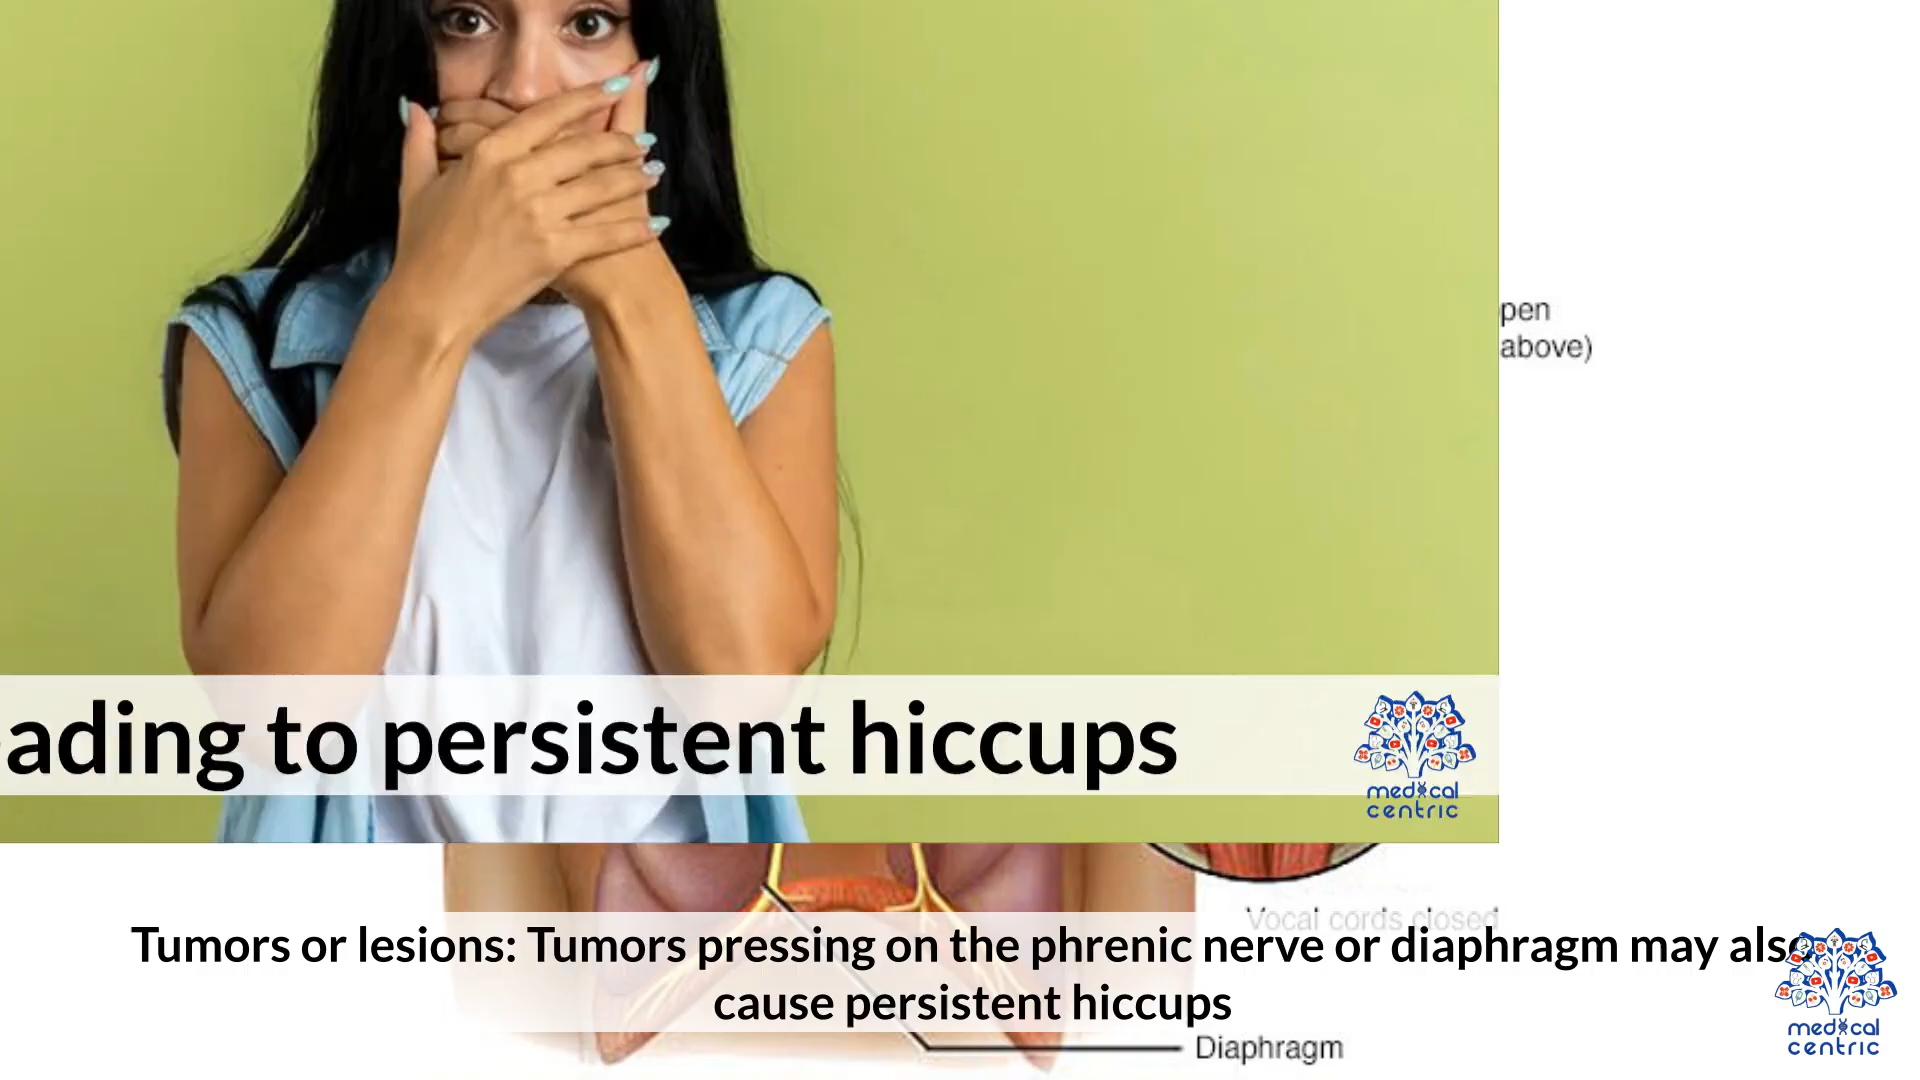 pen
above)
ading to persistent hiccups
medical
centric
Vocal cords closed
Tumors or lesions: Tumors pressing on the phrenic nerve or diaphragm may also
cause persistent hiccups
medical
centric
Diaphragm